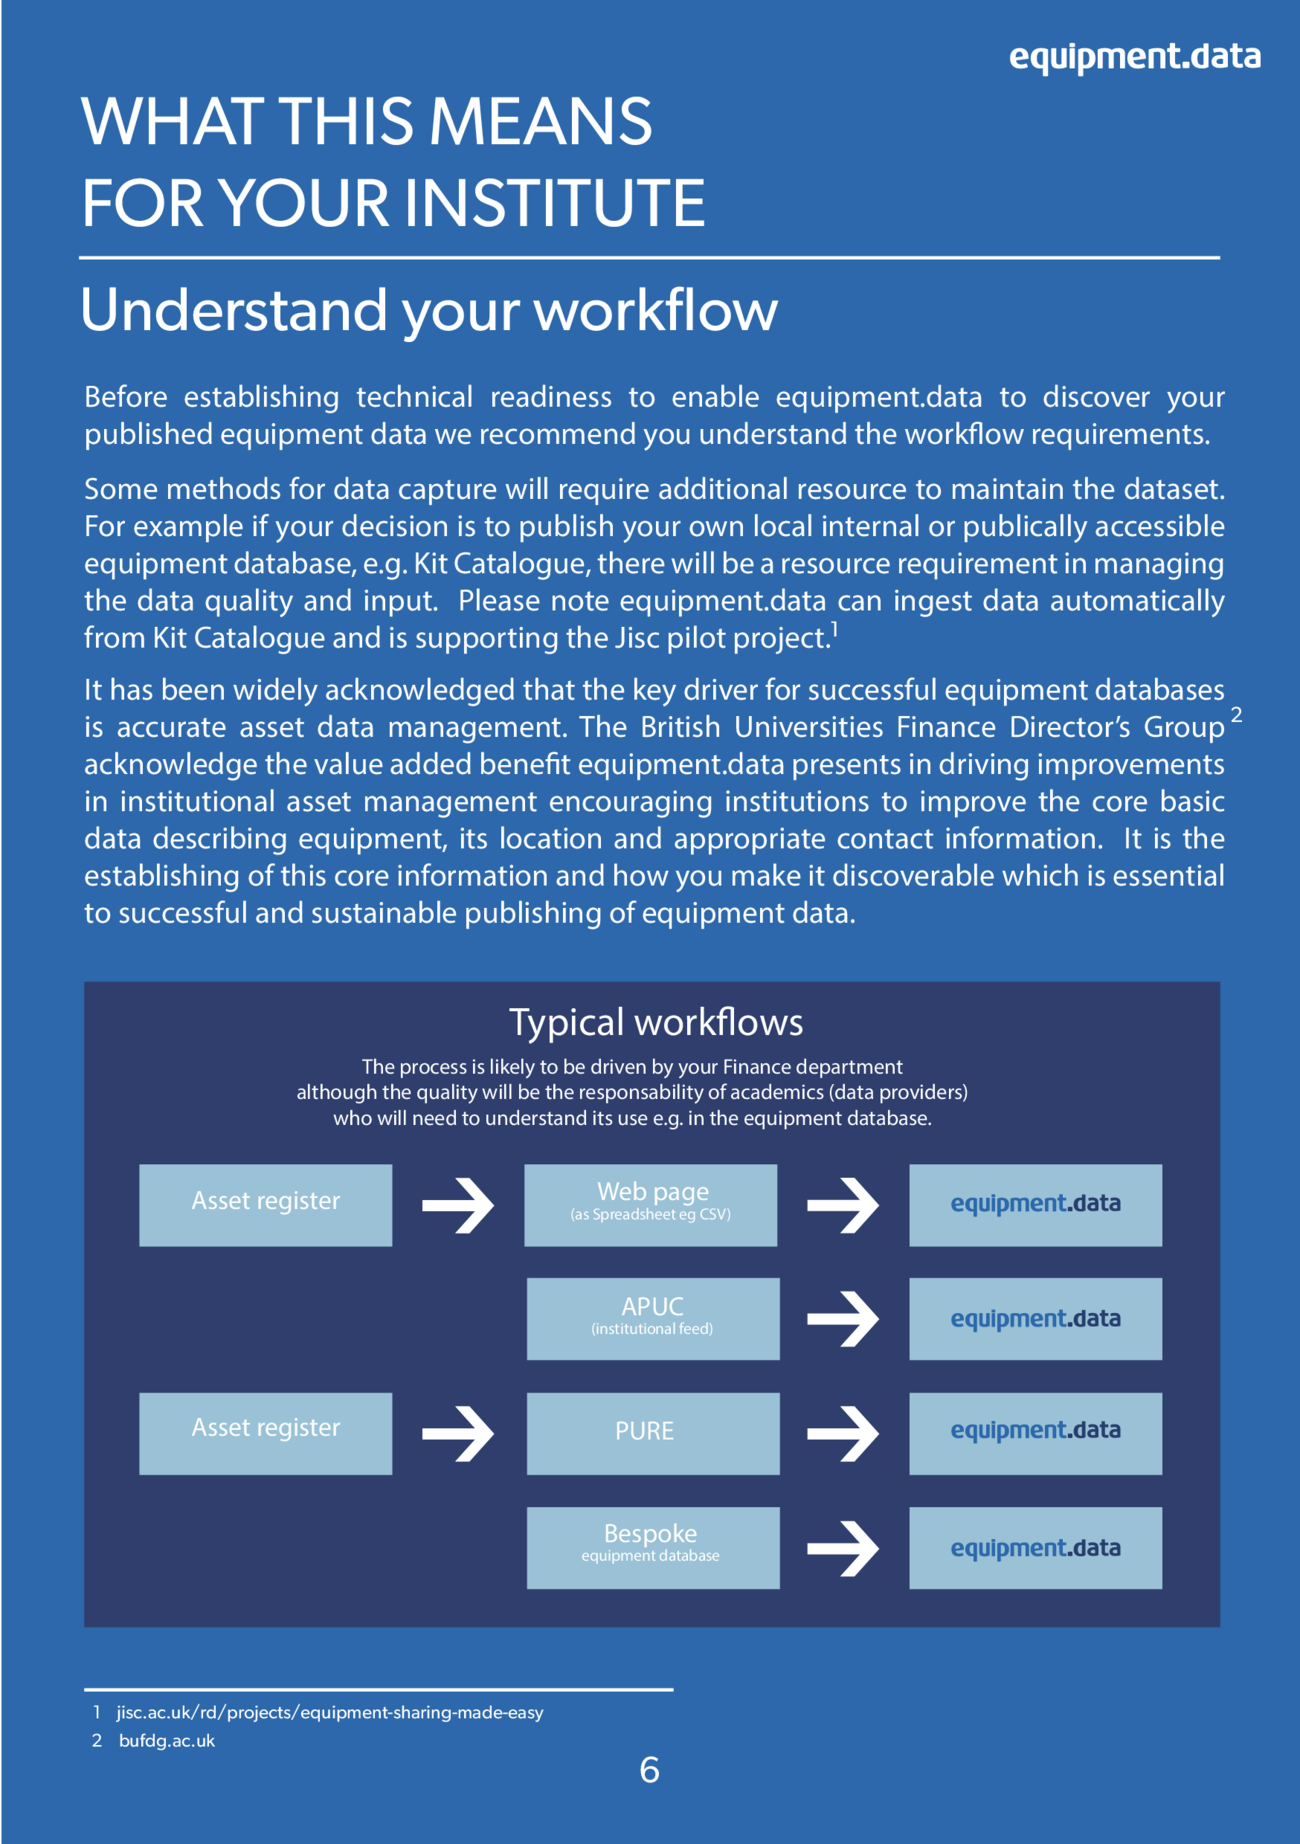 equipment.data
WHAT THIS MEANS
FOR YOUR INSTITUTE
Understand your workflow
Before establishing technical readiness to enable equipment.data to discover your
published equipment data we recommend you understand the workflow requirements.
Some methods for data capture will require additional resource to maintain the dataset.
For example if your decision is to publish your own local internal or publically accessible
equipment database, e.g. Kit Catalogue, there will be a resource requirement in managing
the data quality and input. Please note equipment.data can ingest data automatically
from Kit Catalogue and is supporting the Jisc pilot project.1
It has been widely acknowledged that the key driver for successful equipment databases
is accurate asset data management. The British Universities Finance Director’s Group 2
acknowledge the value added benefit equipment.data presents in driving improvements
in institutional asset management encouraging institutions to improve the core basic
data describing equipment, its location and appropriate contact information. It is the
establishing of this core information and how you make it discoverable which is essential
to successful and sustainable publishing of equipment data.
Typical workflows
The process is likely to be driven by your Finance department
although the quality will be the responsability of academics (data providers)
who will need to understand its use e.g. in the equipment database.
Asset register
Web page
(as Spreadsheet eg CSV)
equipment.data
APUC
(institutional feed)
equipment.data
Asset register
PURE
equipment.data
Bespoke
equipment database
equipment.data
1 jisc.ac.uk/rd/projects/equipment-sharing-made-easy
2 bufdg.ac.uk
6